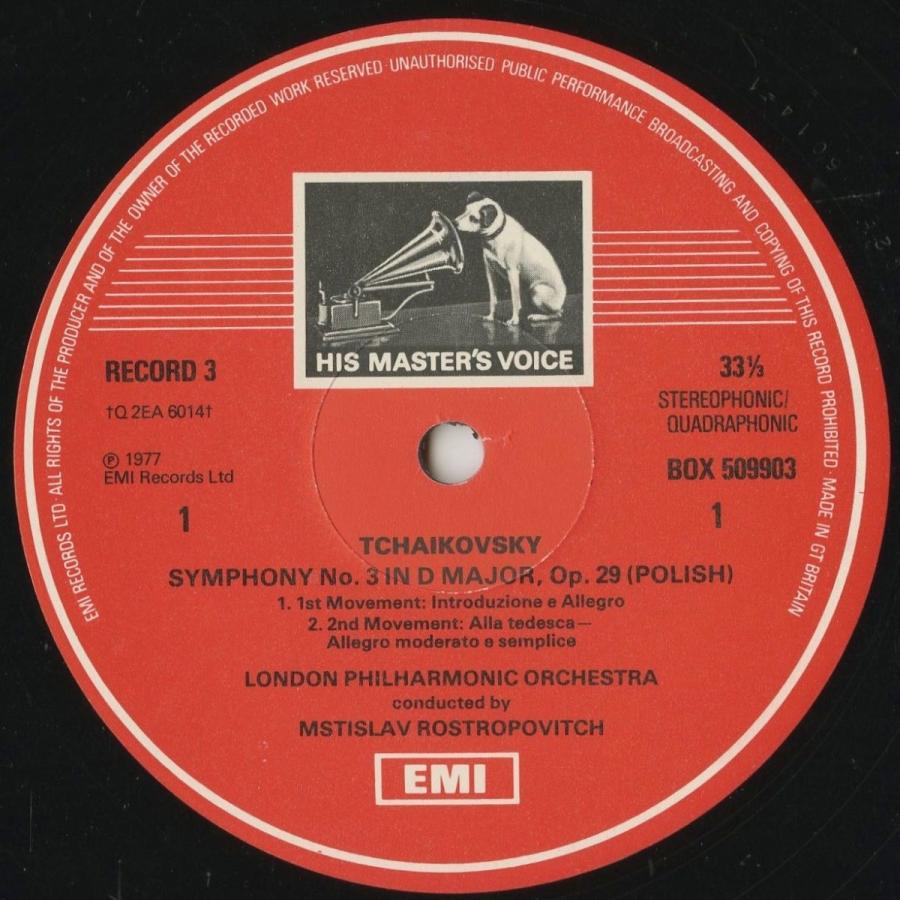 EMI RECORDS LTD · ALL RIGHTS OF THE PRODUCER AND OF THE OWNER OF THE RECORDED WORK RESERVED · UNAUTHORISED PUBLIC PERFORMANCE BROADCASTING AND COPYING OF THIS RECORD PROHIBITED · MADE IN GT BRITAIN
HIS MASTER'S VOICE
RECORD 3
†Q 2EA 6014†
℗ 1977
EMI Records Ltd
1
33⅓
STEREOPHONIC/
QUADRAPHONIC
BOX 509903
1
TCHAIKOVSKY
SYMPHONY No. 3 IN D MAJOR, Op. 29 (POLISH)
1. 1st Movement: Introduzione e Allegro
2. 2nd Movement: Alla tedesca—
Allegro moderato e semplice
LONDON PHILHARMONIC ORCHESTRA
conducted by
MSTISLAV ROSTROPOVITCH
EMI